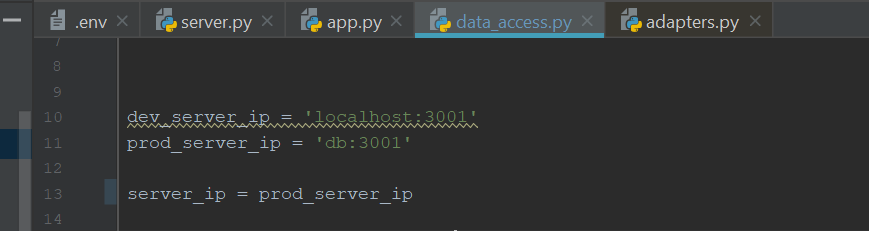 .env server.py app.py data_access.py adapters.py
7
8
9
10 dev_server_ip = 'localhost:3001'
11 prod_server_ip = 'db:3001'
12
13 server_ip = prod_server_ip
14